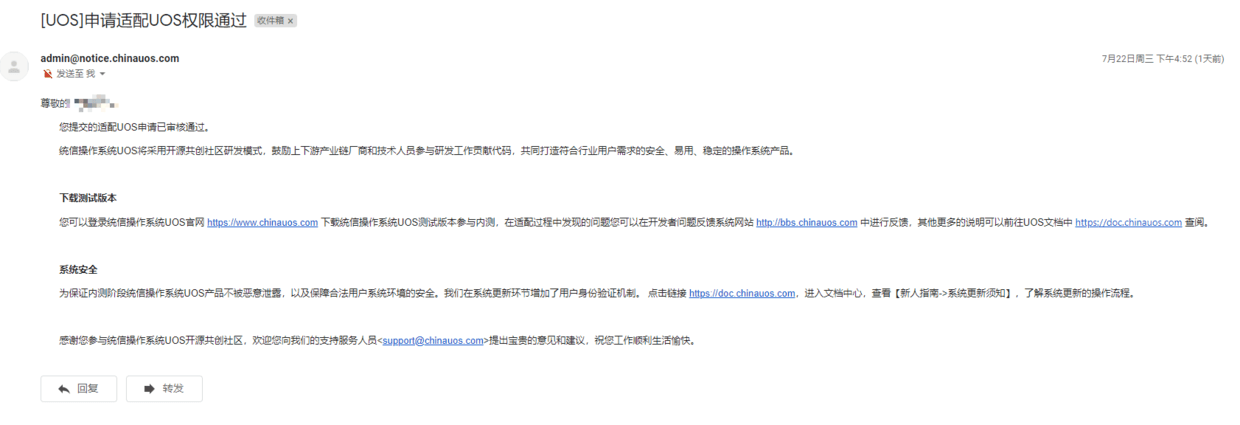 [UOS]申请适配UOS权限通过 收件箱 ×
admin@notice.chinauos.com
7月22日周三 下午4:52 (1天前)
发送至 我
尊敬的
您提交的适配UOS申请已审核通过。
统信操作系统UOS将采用开源共创社区研发模式，鼓励上下游产业链厂商和技术人员参与研发工作贡献代码，共同打造符合行业用户需求的安全、易用、稳定的操作系统产品。
下载测试版本
您可以登录统信操作系统UOS官网 https://www.chinauos.com 下载统信操作系统UOS测试版本参与内测，在适配过程中发现的问题您可以在开发者问题反馈系统网站 http://bbs.chinauos.com 中进行反馈，其他更多的说明可以前往UOS文档中 https://doc.chinauos.com 查阅。
系统安全
为保证内测阶段统信操作系统UOS产品不被恶意泄露，以及保障合法用户系统环境的安全。我们在系统更新环节增加了用户身份验证机制。 点击链接 https://doc.chinauos.com，进入文档中心，查看【新人指南->系统更新须知】，了解系统更新的操作流程。
感谢您参与统信操作系统UOS开源共创社区，欢迎您向我们的支持服务人员<support@chinauos.com>提出宝贵的意见和建议，祝您工作顺利生活愉快。
回复
转发